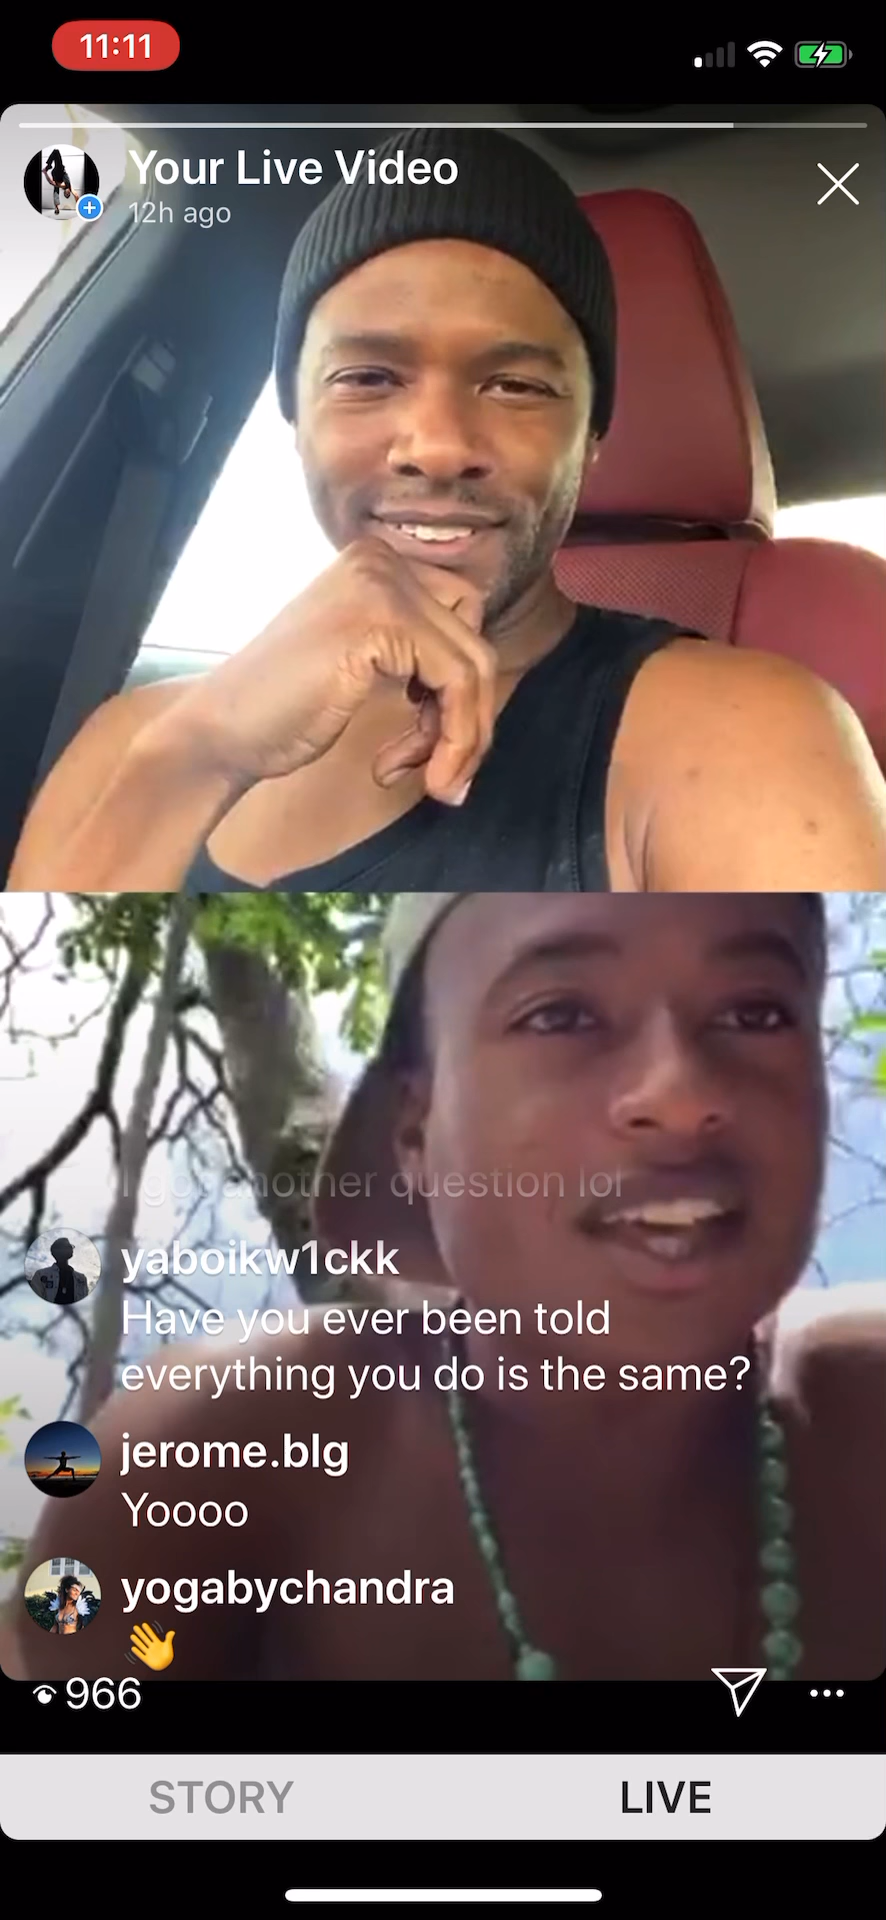 11:11
Your Live Video
12h ago
I got another question lol
yaboikw1ckk
Have you ever been told
everything you do is the same?
jerome.blg
Yoooo
yogabychandra
👋
966
STORY
LIVE